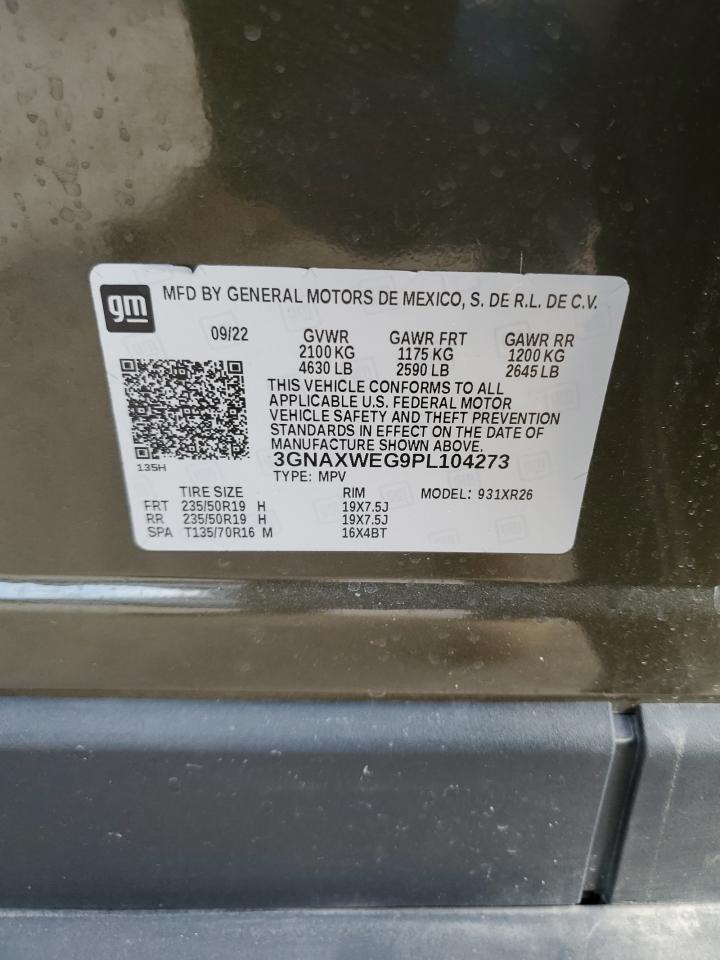 gm MFD BY GENERAL MOTORS DE MEXICO, S. DE R.L. DE C.V.
09/22 GVWR GAWR FRT GAWR RR
2100 KG 1175 KG 1200 KG
4630 LB 2590 LB 2645 LB
THIS VEHICLE CONFORMS TO ALL
APPLICABLE U.S. FEDERAL MOTOR
VEHICLE SAFETY AND THEFT PREVENTION
STANDARDS IN EFFECT ON THE DATE OF
MANUFACTURE SHOWN ABOVE.
135H 3GNAXWEG9PL104273
TYPE: MPV
TIRE SIZE RIM MODEL: 931XR26
FRT 235/50R19 H 19X7.5J
RR 235/50R19 H 19X7.5J
SPA T135/70R16 M 16X4BT